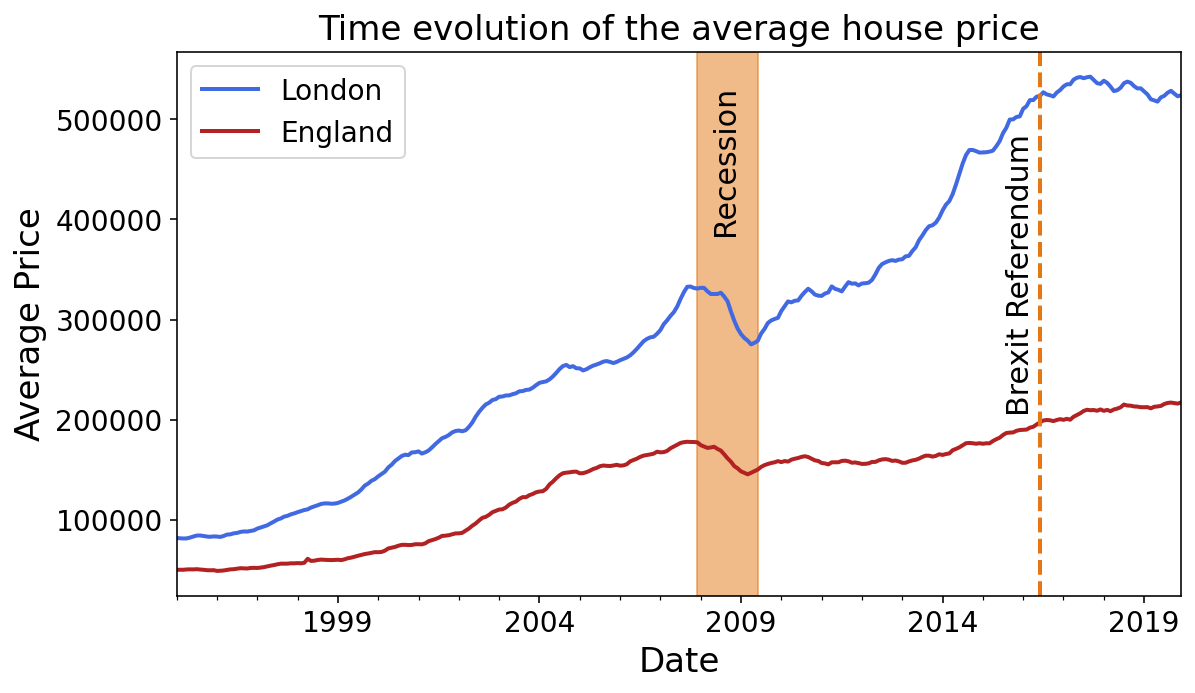 Time evolution of the average house price
London
England
Recession
Brexit Referendum
Average Price
500000
400000
300000
200000
100000
1999
2004
2009
2014
2019
Date